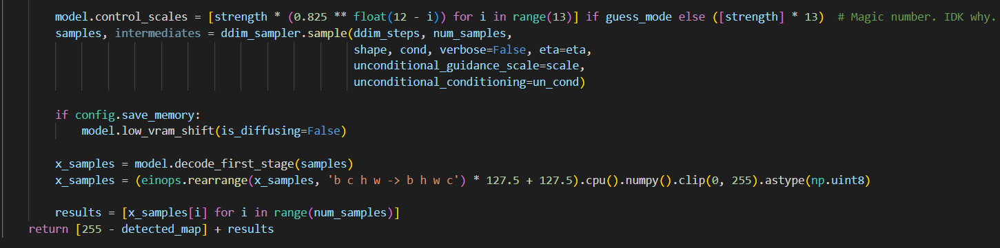 model.control_scales = [strength * (0.825 ** float(12 - i)) for i in range(13)] if guess_mode else ([strength] * 13)  # Magic number. IDK why.
samples, intermediates = ddim_sampler.sample(ddim_steps, num_samples,
shape, cond, verbose=False, eta=eta,
unconditional_guidance_scale=scale,
unconditional_conditioning=un_cond)
if config.save_memory:
model.low_vram_shift(is_diffusing=False)
x_samples = model.decode_first_stage(samples)
x_samples = (einops.rearrange(x_samples, 'b c h w -> b h w c') * 127.5 + 127.5).cpu().numpy().clip(0, 255).astype(np.uint8)
results = [x_samples[i] for i in range(num_samples)]
return [255 - detected_map] + results